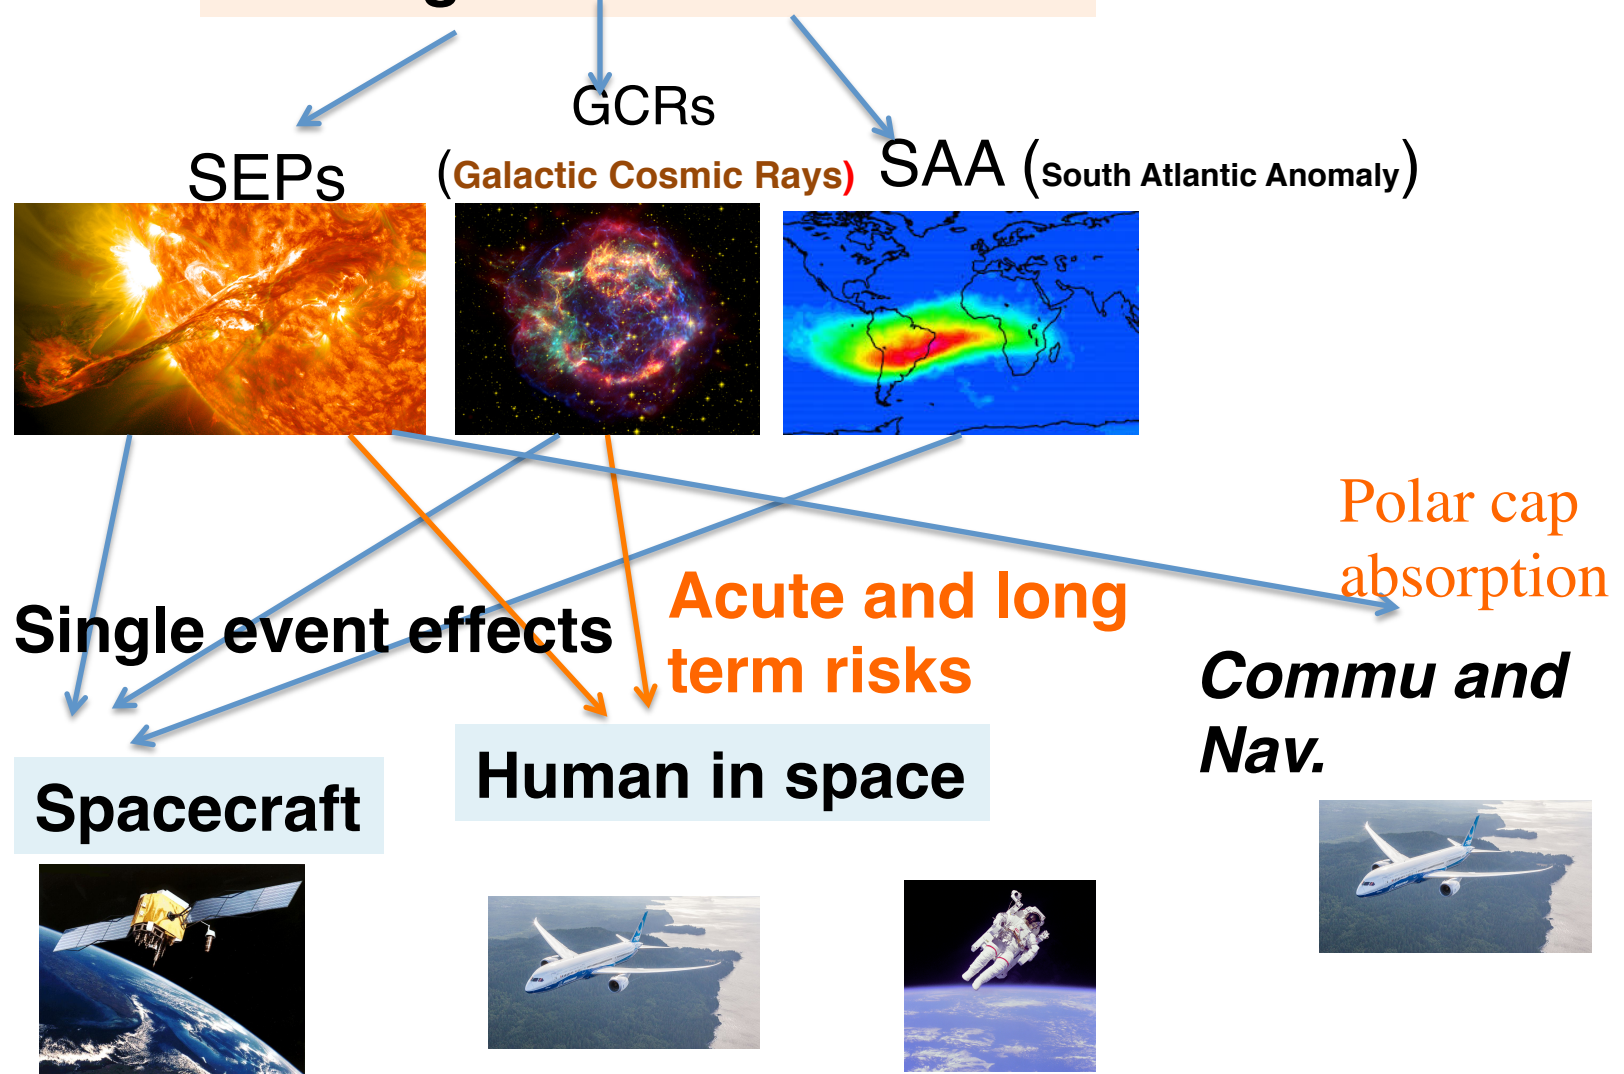 GCRs
SEPs
(Galactic Cosmic Rays)
SAA (South Atlantic Anomaly)
Polar cap
absorption
Single event effects
Acute and long
term risks
Commu and
Nav.
Human in space
Spacecraft